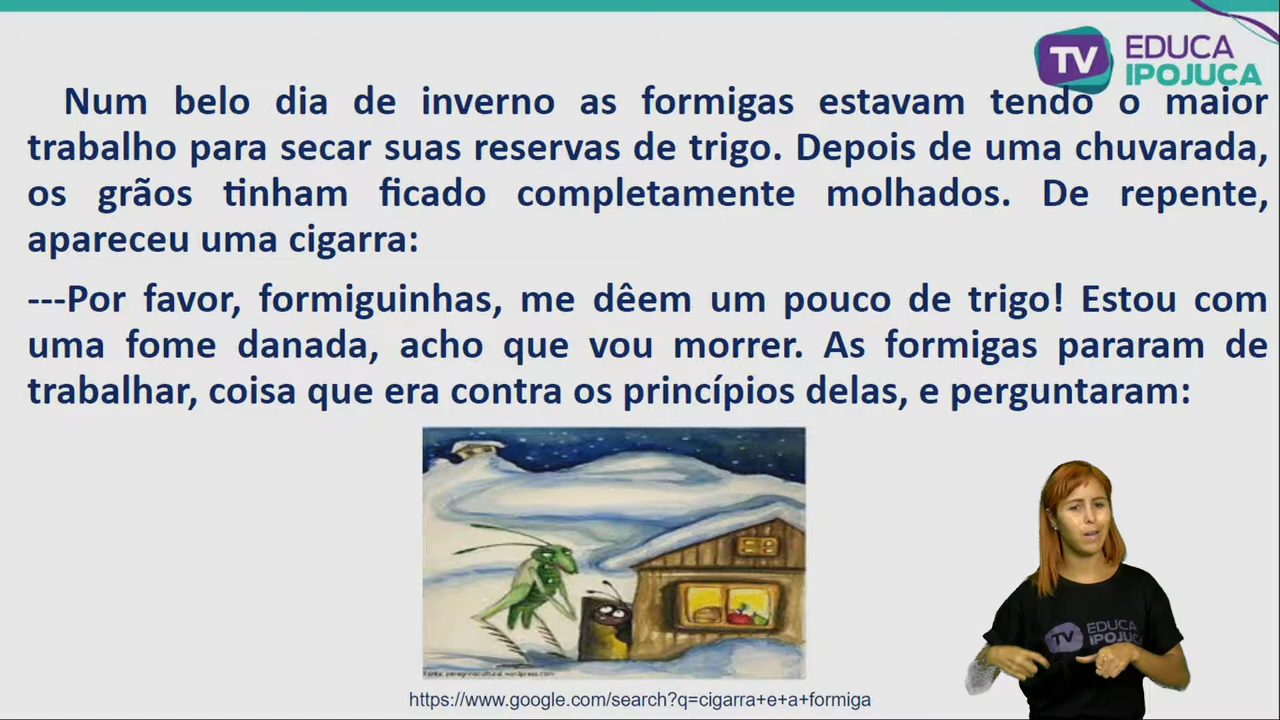 TV EDUCA
IPOJUCA
Num belo dia de inverno as formigas estavam tendo o maior
trabalho para secar suas reservas de trigo. Depois de uma chuvarada,
os grãos tinham ficado completamente molhados. De repente,
apareceu uma cigarra:
---Por favor, formiguinhas, me dêem um pouco de trigo! Estou com
uma fome danada, acho que vou morrer. As formigas pararam de
trabalhar, coisa que era contra os princípios delas, e perguntaram:
Fonte: peregrinacultural.wordpress.com
https://www.google.com/search?q=cigarra+e+a+formiga
TV EDUCA
IPOJUCA